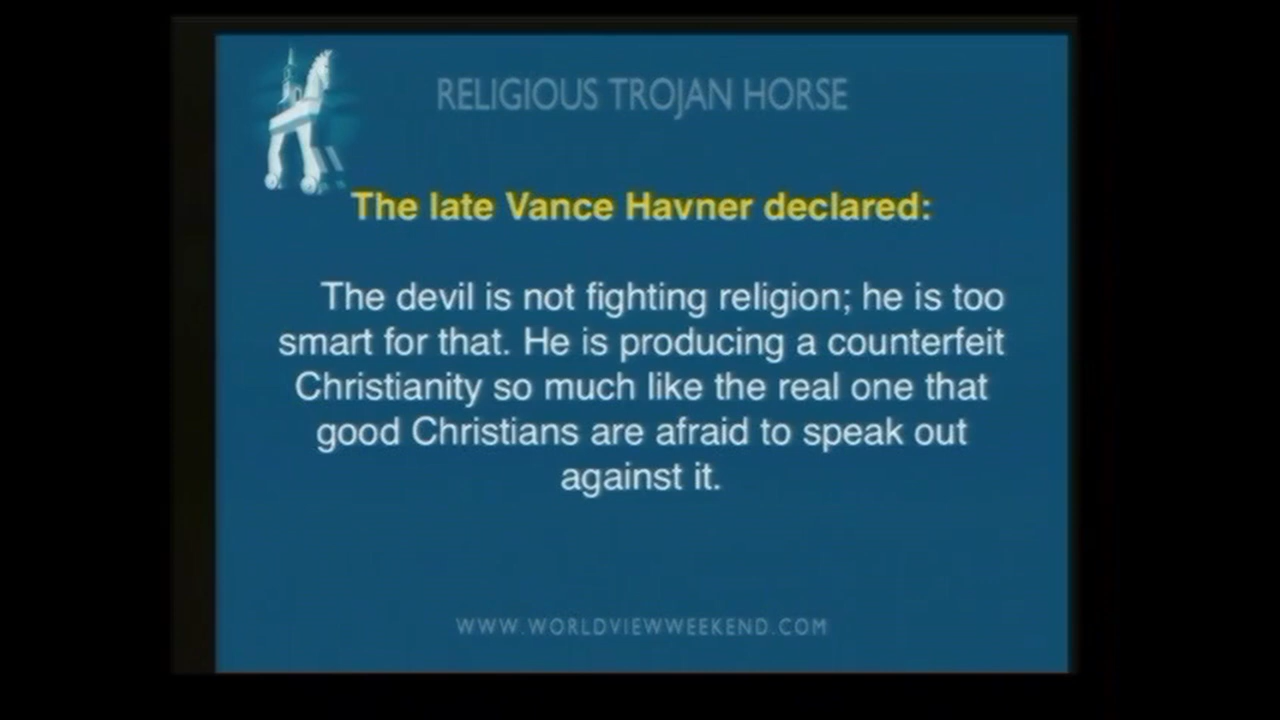 RELIGIOUS TROJAN HORSE
The late Vance Havner declared:
The devil is not fighting religion; he is too
smart for that. He is producing a counterfeit
Christianity so much like the real one that
good Christians are afraid to speak out
against it.
WWW.WORLDVIEWWEEKEND.COM